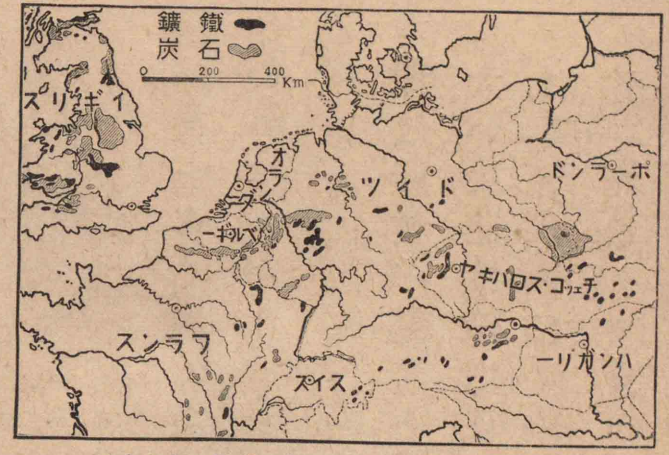 鐵鑛
石炭
0 200 400 Km
イギリス
オランダ
ドイツ
ポーランド
ベルギー
チェッコ・スロバキヤ
フランス
スイス
ハンガリー